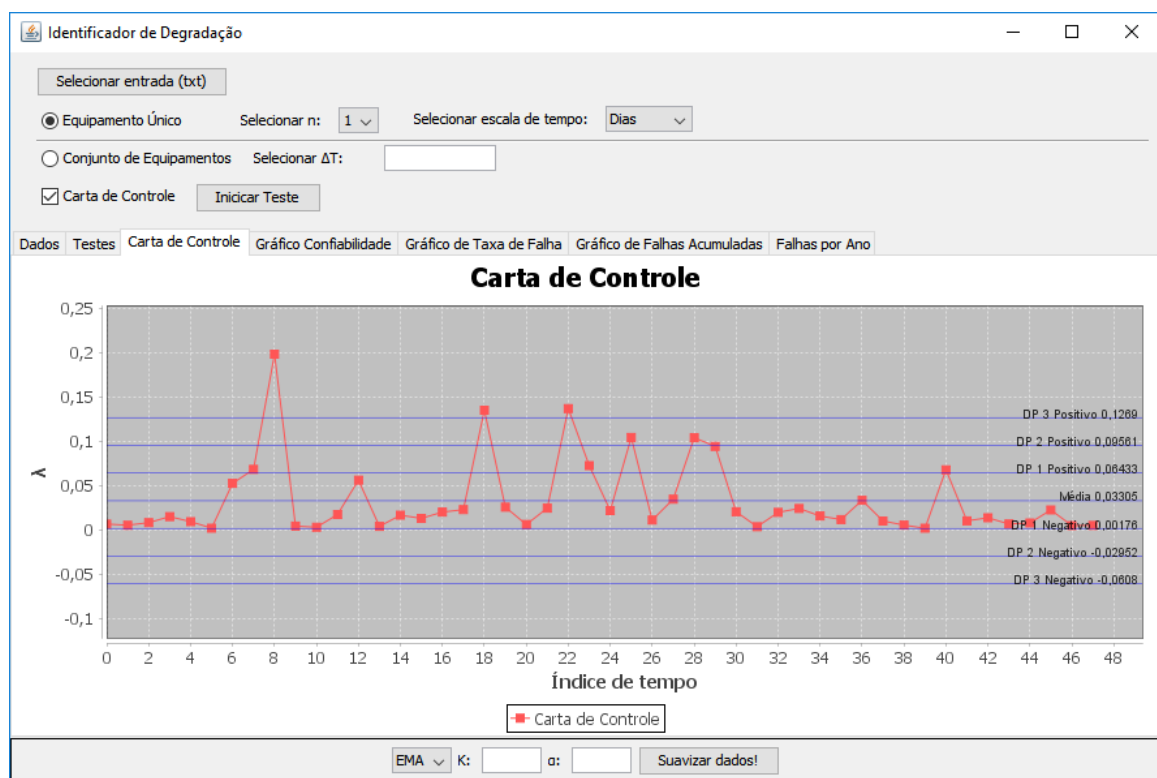 Identificador de Degradação
Selecionar entrada (txt)
Equipamento Único Selecionar n: 1 Selecionar escala de tempo: Dias
Conjunto de Equipamentos Selecionar ΔT:
Carta de Controle Inicicar Teste
Dados Testes Carta de Controle Gráfico Confiabilidade Gráfico de Taxa de Falha Gráfico de Falhas Acumuladas Falhas por Ano
Carta de Controle
0,25
0,2
0,15
DP 3 Positivo 0,1269
0,1
DP 2 Positivo 0,09561
λ
DP 1 Positivo 0,06433
0,05
Média 0,03305
0
DP 1 Negativo 0,00176
DP 2 Negativo -0,02952
-0,05
DP 3 Negativo -0,0608
-0,1
0 2 4 6 8 10 12 14 16 18 20 22 24 26 28 30 32 34 36 38 40 42 44 46 48
Índice de tempo
Carta de Controle
EMA K: α: Suavizar dados!